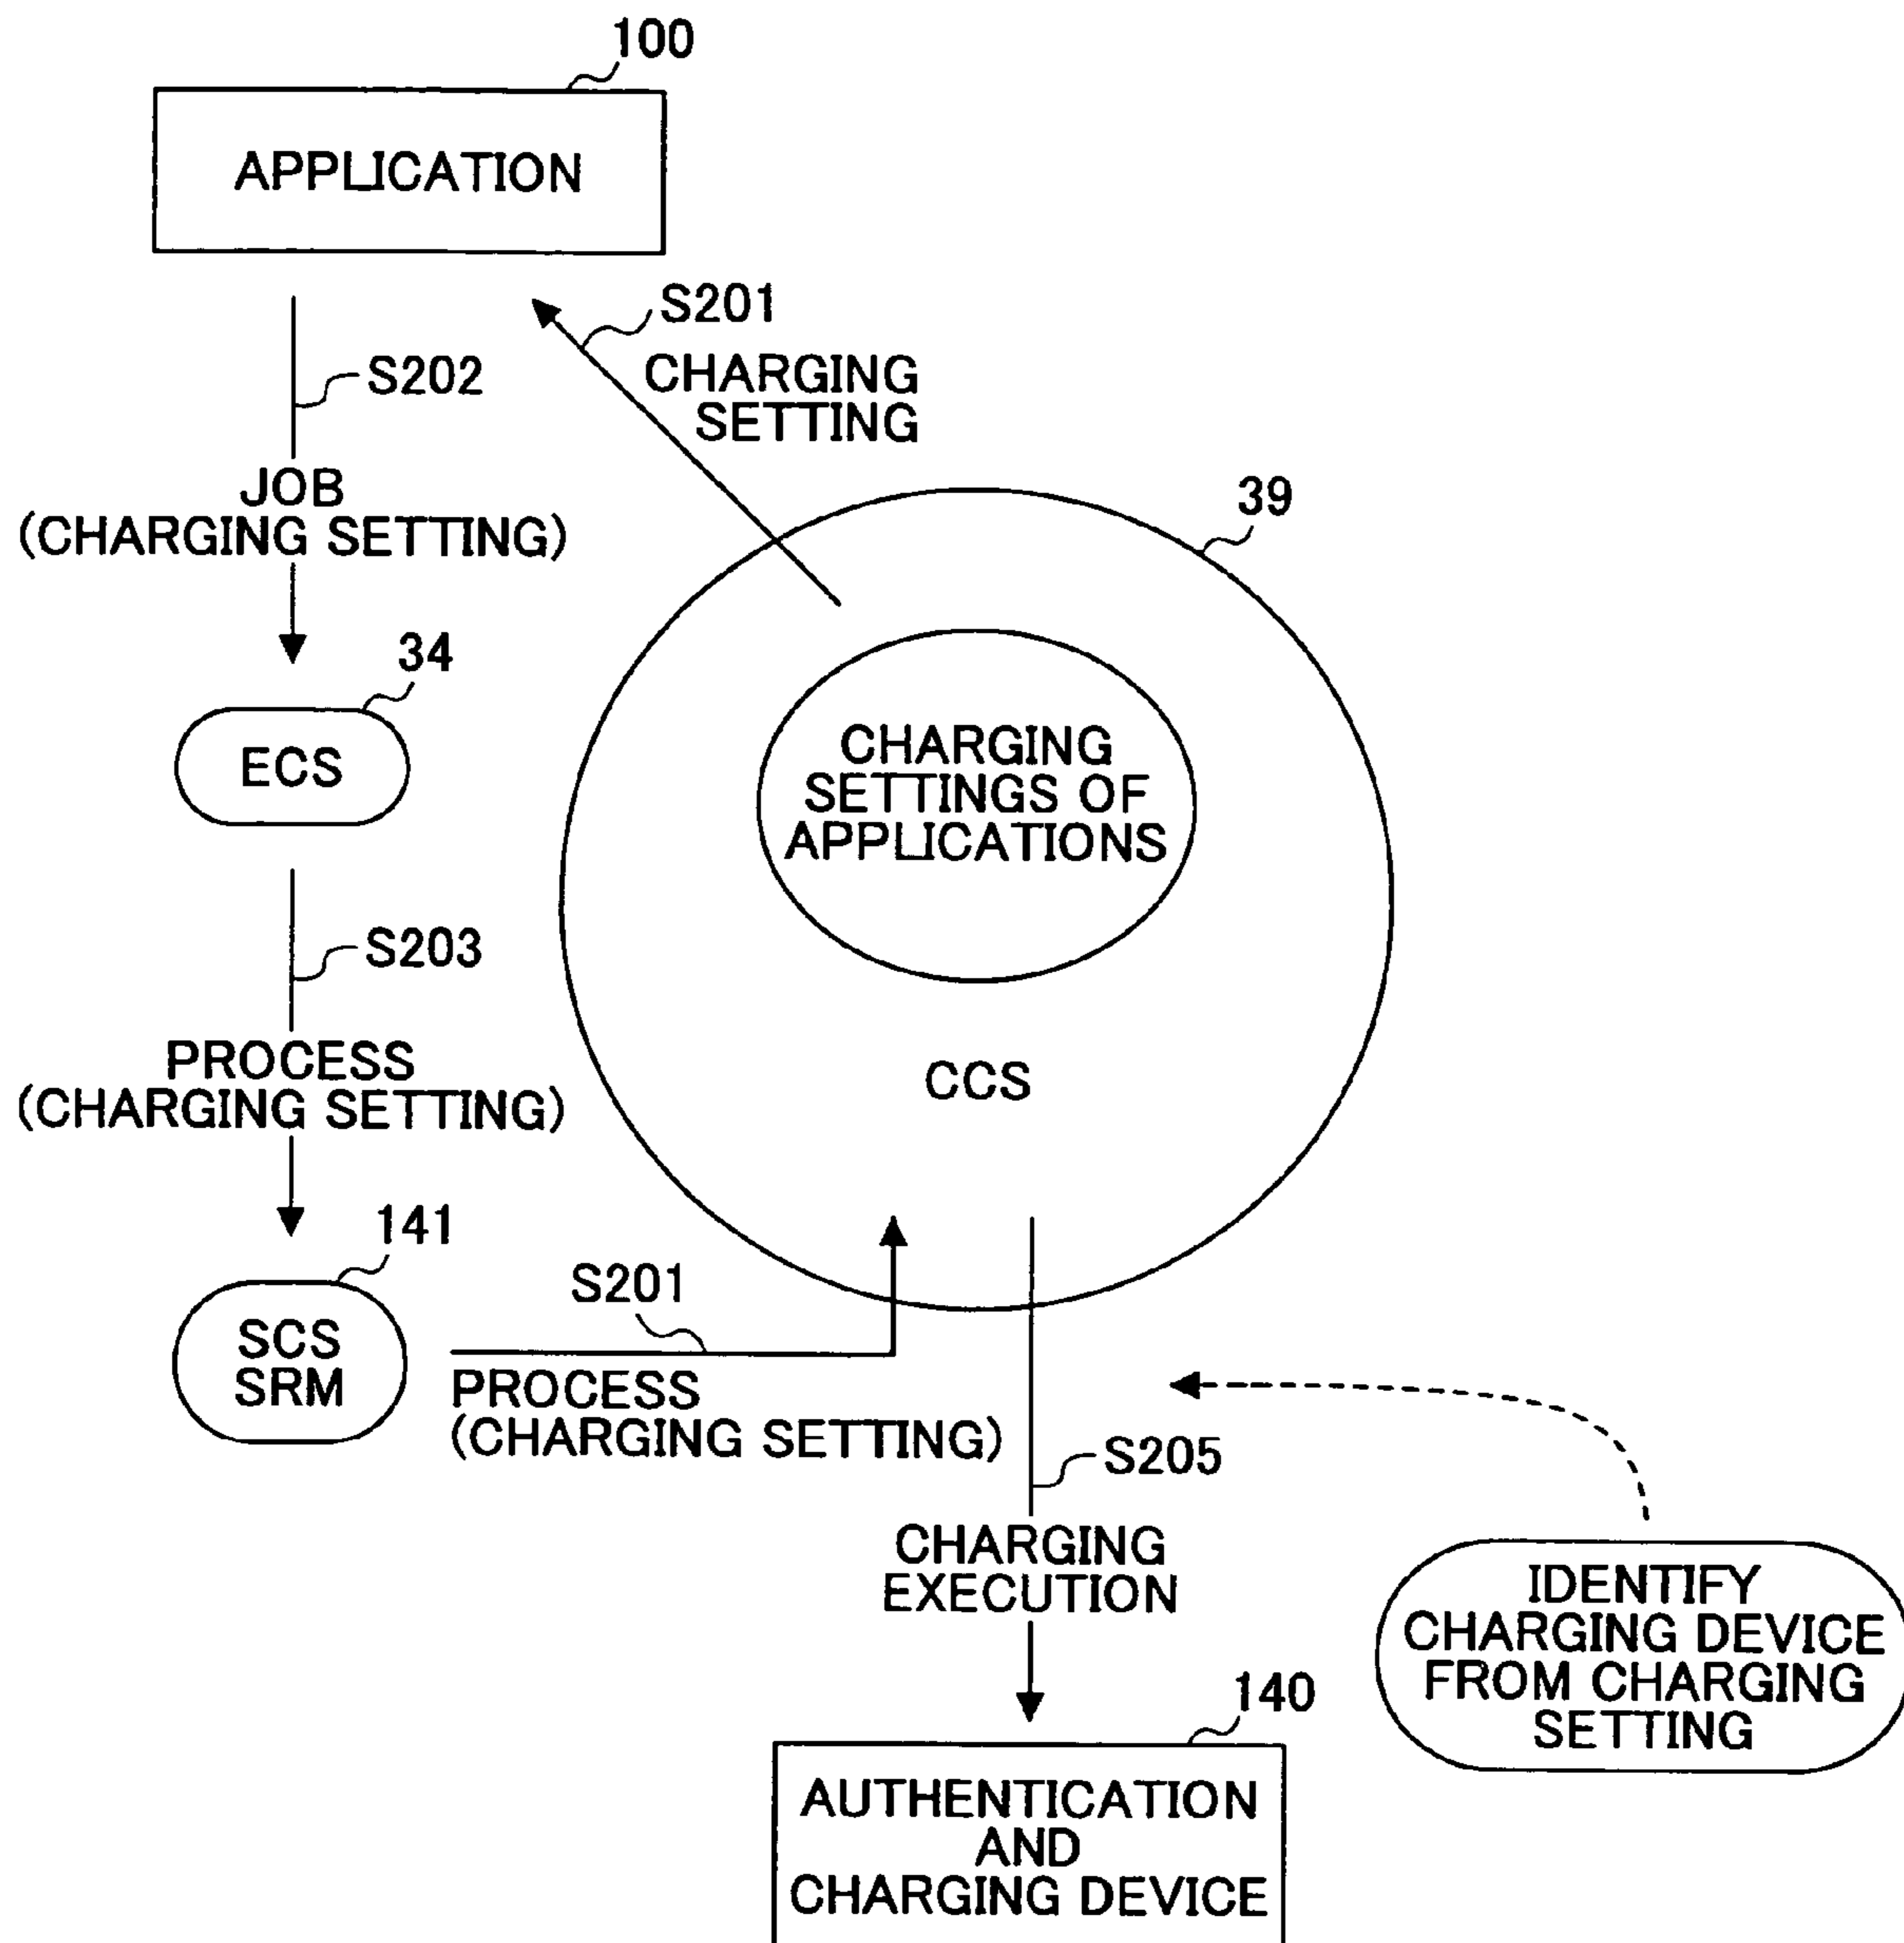 100
APPLICATION
S201
CHARGING
SETTING
S202
JOB
(CHARGING SETTING)
39
34
ECS
CHARGING
SETTINGS OF
APPLICATIONS
S203
PROCESS
(CHARGING SETTING)
CCS
141
SCS
SRM
S201
PROCESS
(CHARGING SETTING)
S205
CHARGING
EXECUTION
IDENTIFY
CHARGING DEVICE
FROM CHARGING
SETTING
140
AUTHENTICATION
AND
CHARGING DEVICE